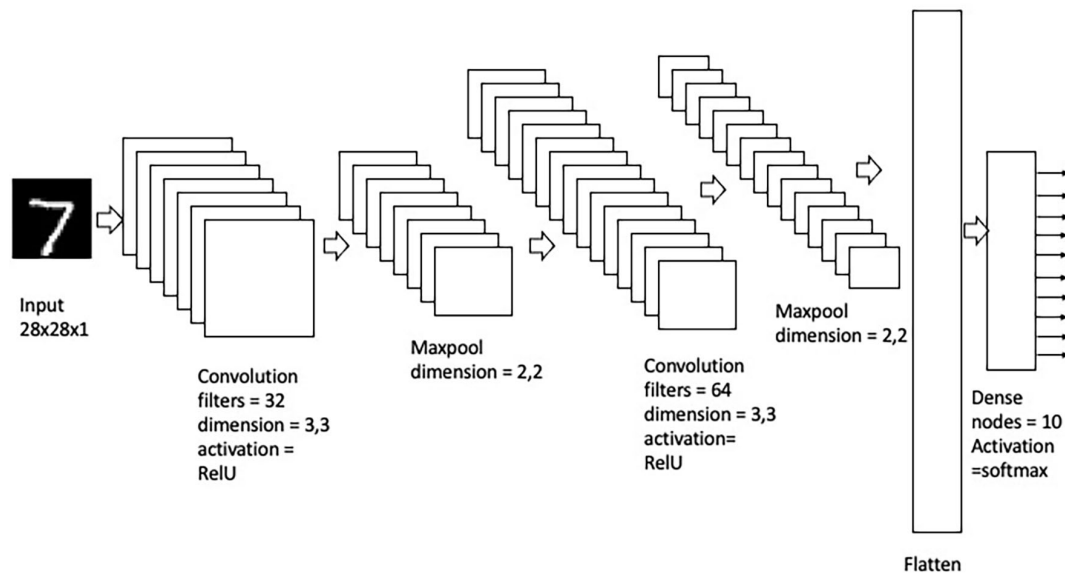 Input
28x28x1
Convolution
filters = 32
dimension = 3,3
activation =
RelU
Maxpool
dimension = 2,2
Convolution
filters = 64
dimension = 3,3
activation=
RelU
Maxpool
dimension = 2,2
Flatten
Dense
nodes = 10
Activation
=softmax